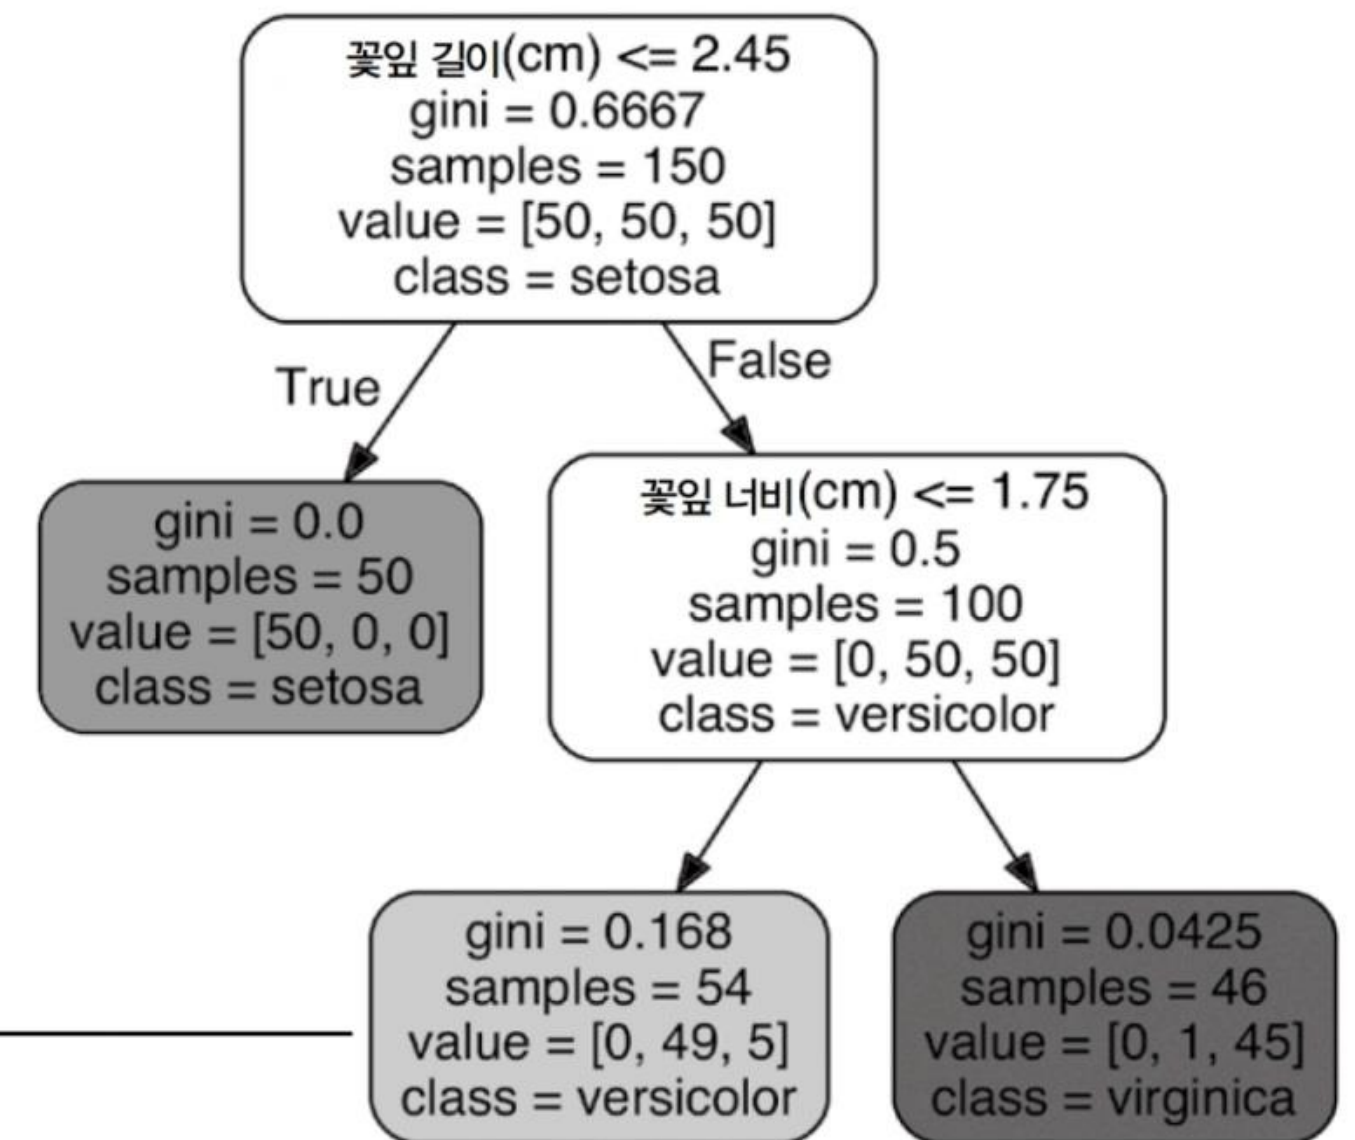 꽃잎 길이(cm) <= 2.45
gini = 0.6667
samples = 150
value = [50, 50, 50]
class = setosa
True
False
gini = 0.0
samples = 50
value = [50, 0, 0]
class = setosa
꽃잎 너비(cm) <= 1.75
gini = 0.5
samples = 100
value = [0, 50, 50]
class = versicolor
gini = 0.168
samples = 54
value = [0, 49, 5]
class = versicolor
gini = 0.0425
samples = 46
value = [0, 1, 45]
class = virginica